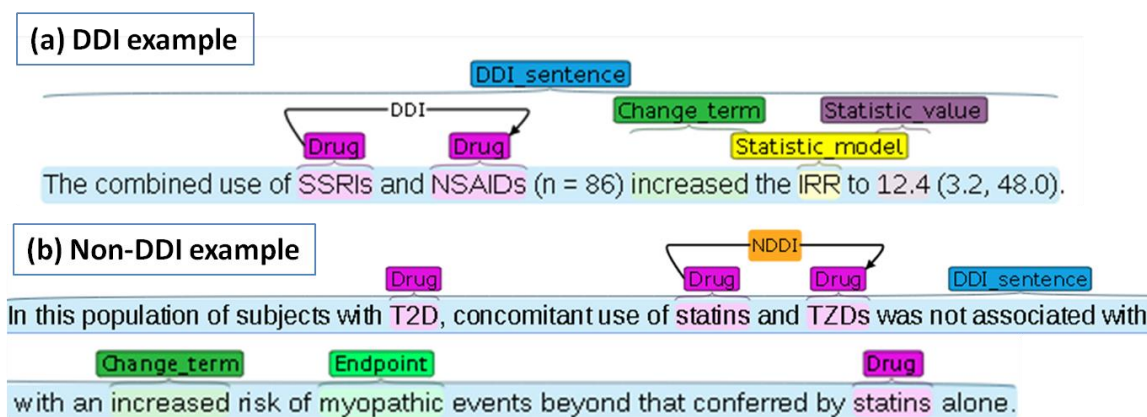 (a) DDI example
DDI_sentence
DDI Change_term Statistic_value
Drug Drug Statistic_model
The combined use of SSRIs and NSAIDs (n = 86) increased the IRR to 12.4 (3.2, 48.0).
(b) Non-DDI example
NDDI
Drug Drug Drug DDI_sentence
In this population of subjects with T2D, concomitant use of statins and TZDs was not associated with
Change_term Endpoint Drug
with an increased risk of myopathic events beyond that conferred by statins alone.